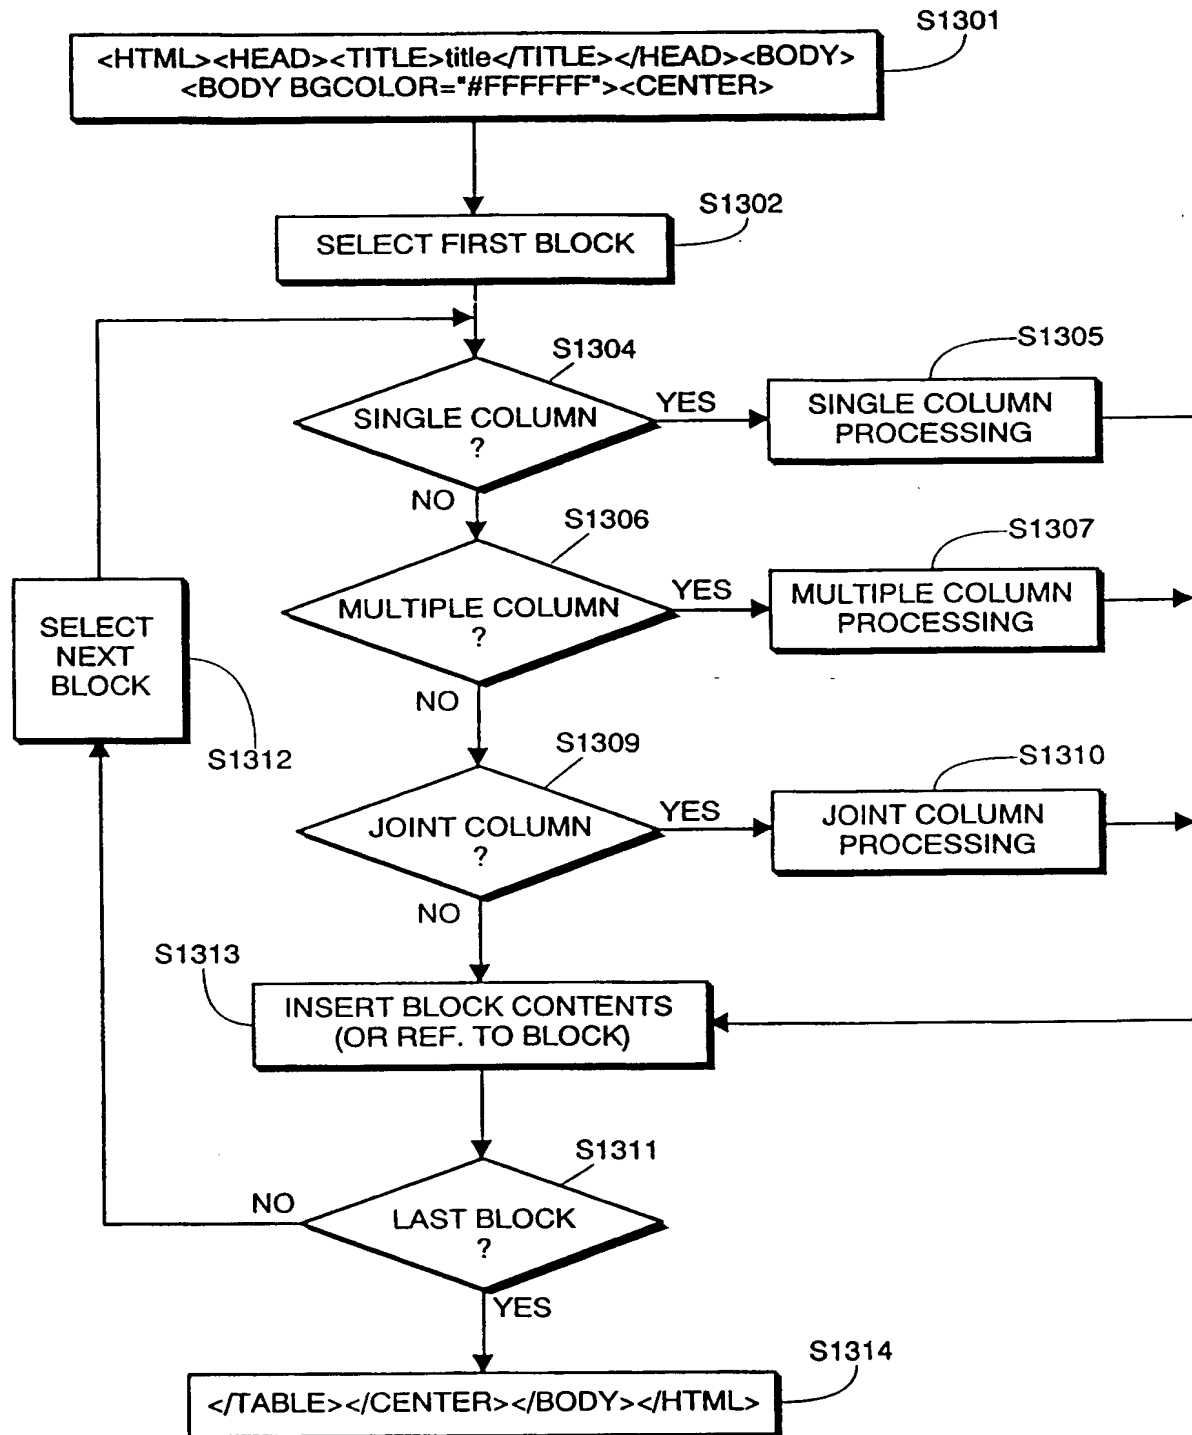 S1301
<HTML><HEAD><TITLE>title</TITLE></HEAD><BODY>
<BODY BGCOLOR="#FFFFFF"><CENTER>
S1302
SELECT FIRST BLOCK
S1304
SINGLE COLUMN
?
YES
NO
S1305
SINGLE COLUMN
PROCESSING
S1306
MULTIPLE COLUMN
?
YES
NO
S1307
MULTIPLE COLUMN
PROCESSING
SELECT
NEXT
BLOCK
S1312
S1309
JOINT COLUMN
?
YES
NO
S1310
JOINT COLUMN
PROCESSING
S1313
INSERT BLOCK CONTENTS
(OR REF. TO BLOCK)
S1311
LAST BLOCK
?
NO
YES
S1314
</TABLE></CENTER></BODY></HTML>